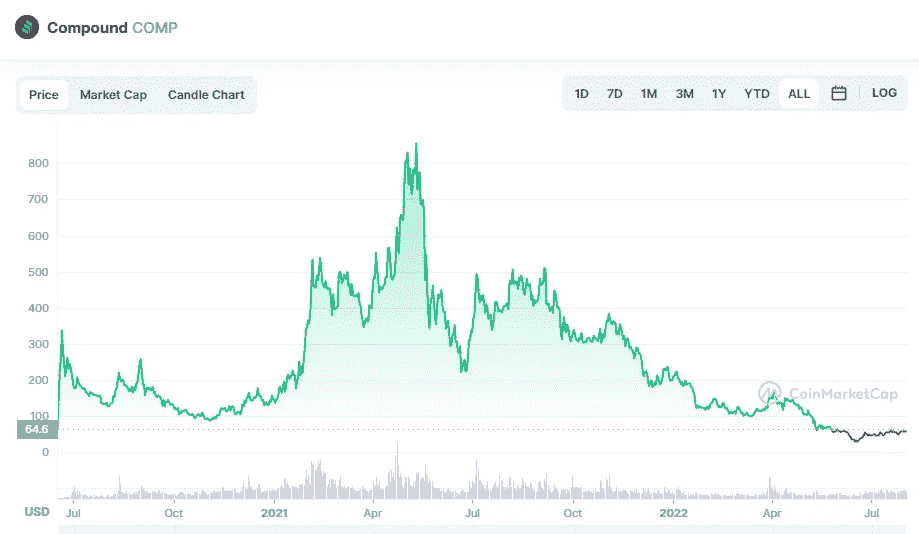 Compound COMP
Price Market Cap Candle Chart 1D 7D 1M 3M 1Y YTD ALL LOG
800
700
600
500
400
300
200
100
64.6
0
CoinMarketCap
USD Jul Oct 2021 Apr Jul Oct 2022 Apr Jul